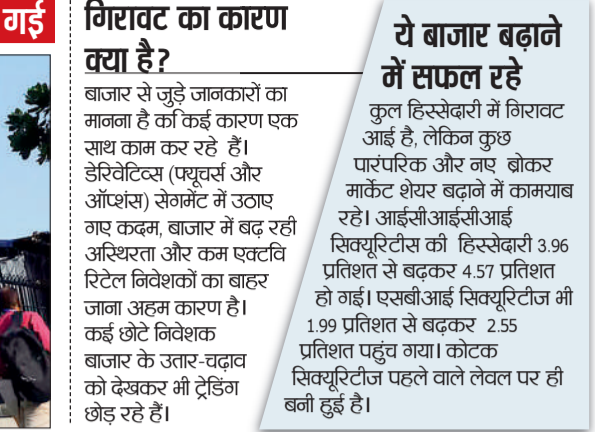 गई
गिरावट का कारण
क्या है?
बाजार से जुड़े जानकारों का
मानना है कि कई कारण एक
साथ काम कर रहे हैं।
डेरिवेटिव्स (फ्यूचर्स और
ऑप्शंस) सेगमेंट में उठाए
गए कदम, बाजार में बढ़ रही
अस्थिरता और कम एक्टिव
रिटेल निवेशकों का बाहर
जाना अहम कारण है।
कई छोटे निवेशक
बाजार के उतार-चढ़ाव
को देखकर भी ट्रेडिंग
छोड़ रहे हैं।
ये बाजार बढ़ाने
में सफल रहे
कुल हिस्सेदारी में गिरावट
आई है, लेकिन कुछ
पारंपरिक और नए ब्रोकर
मार्केट शेयर बढ़ाने में कामयाब
रहे। आईसीआईसीआई
सिक्यूरिटीस की हिस्सेदारी 3.96
प्रतिशत से बढ़कर 4.57 प्रतिशत
हो गई। एसबीआई सिक्यूरिटीज भी
1.99 प्रतिशत से बढ़कर 2.55
प्रतिशत पहुंच गया। कोटक
सिक्यूरिटीज पहले वाले लेवल पर ही
बनी हुई है।